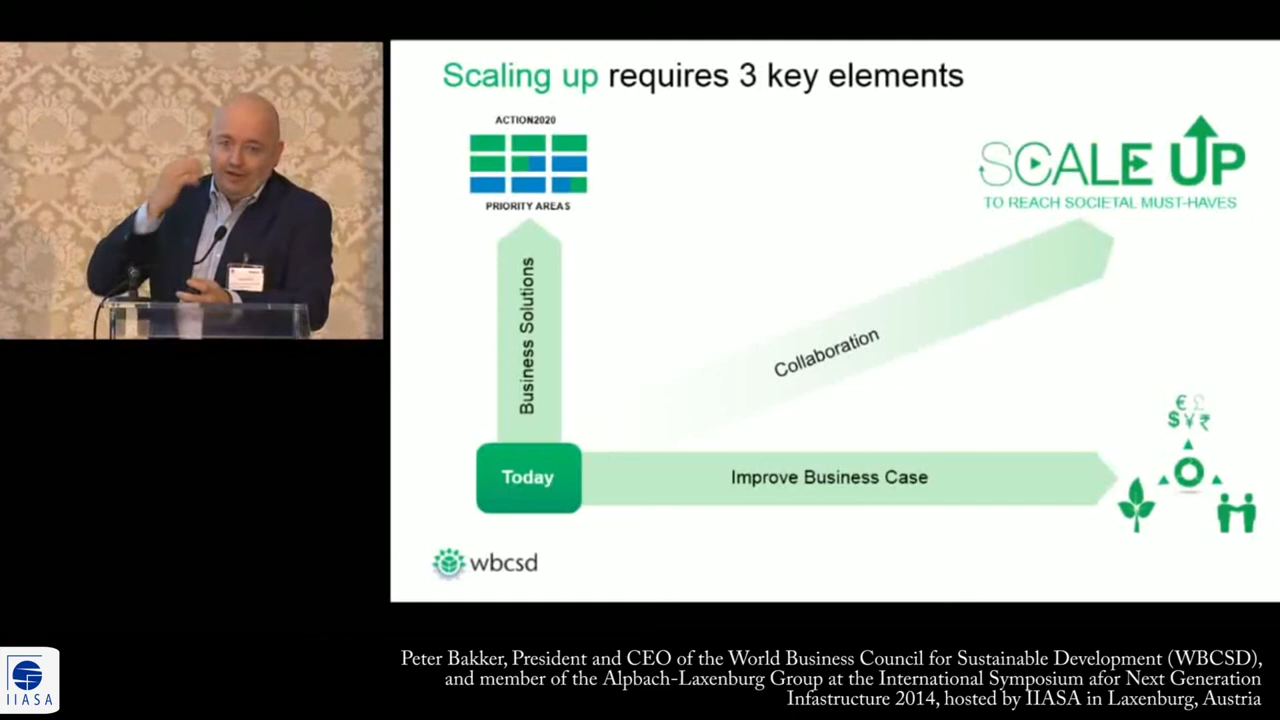 Scaling up requires 3 key elements
ACTION2020
PRIORITY AREAS
SCALE UP
TO REACH SOCIETAL MUST-HAVES
Business Solutions
Collaboration
€ £
$ ¥ ₹
Today
Improve Business Case
wbcsd
IIASA
Peter Bakker, President and CEO of the World Business Council for Sustainable Development (WBCSD),
and member of the Alpbach-Laxenburg Group at the International Symposium afor Next Generation
Infastructure 2014, hosted by IIASA in Laxenburg, Austria